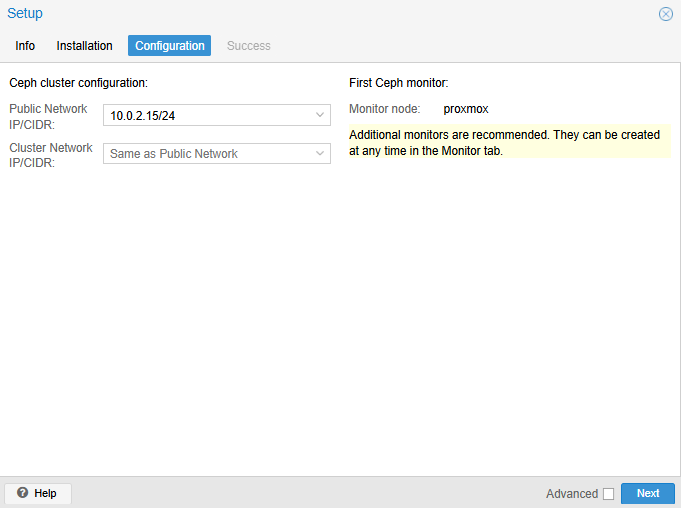 Setup
Info
Installation
Configuration
Success
Ceph cluster configuration:
Public Network
IP/CIDR:
10.0.2.15/24
Cluster Network
IP/CIDR:
Same as Public Network
First Ceph monitor:
Monitor node:
proxmox
Additional monitors are recommended. They can be created
at any time in the Monitor tab.
Help
Advanced
Next